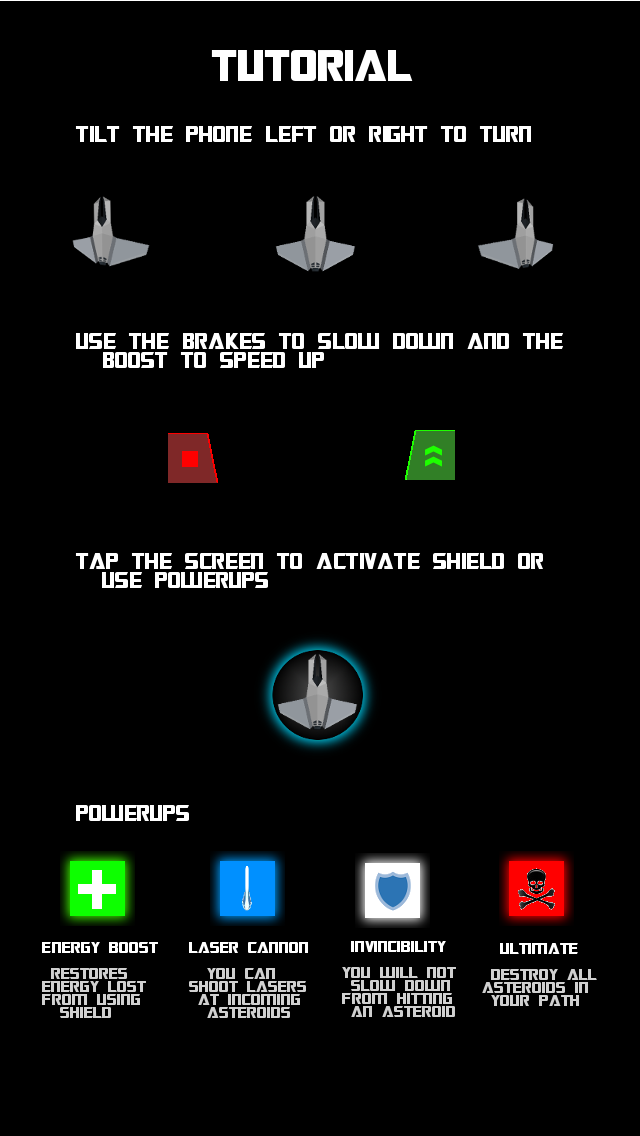 TUTORIAL
TILT THE PHONE LEFT OR RIGHT TO TURN
USE THE BRAKES TO SLOW DOWN AND THE
BOOST TO SPEED UP
TAP THE SCREEN TO ACTIVATE SHIELD OR
USE POWERUPS
POWERUPS
ENERGY BOOST
RESTORES
ENERGY LOST
FROM USING
SHIELD
LASER CANNON
YOU CAN
SHOOT LASERS
AT INCOMING
ASTEROIDS
INVINCIBILITY
YOU WILL NOT
SLOW DOWN
FROM HITTING
AN ASTEROID
ULTIMATE
DESTROY ALL
ASTEROIDS IN
YOUR PATH